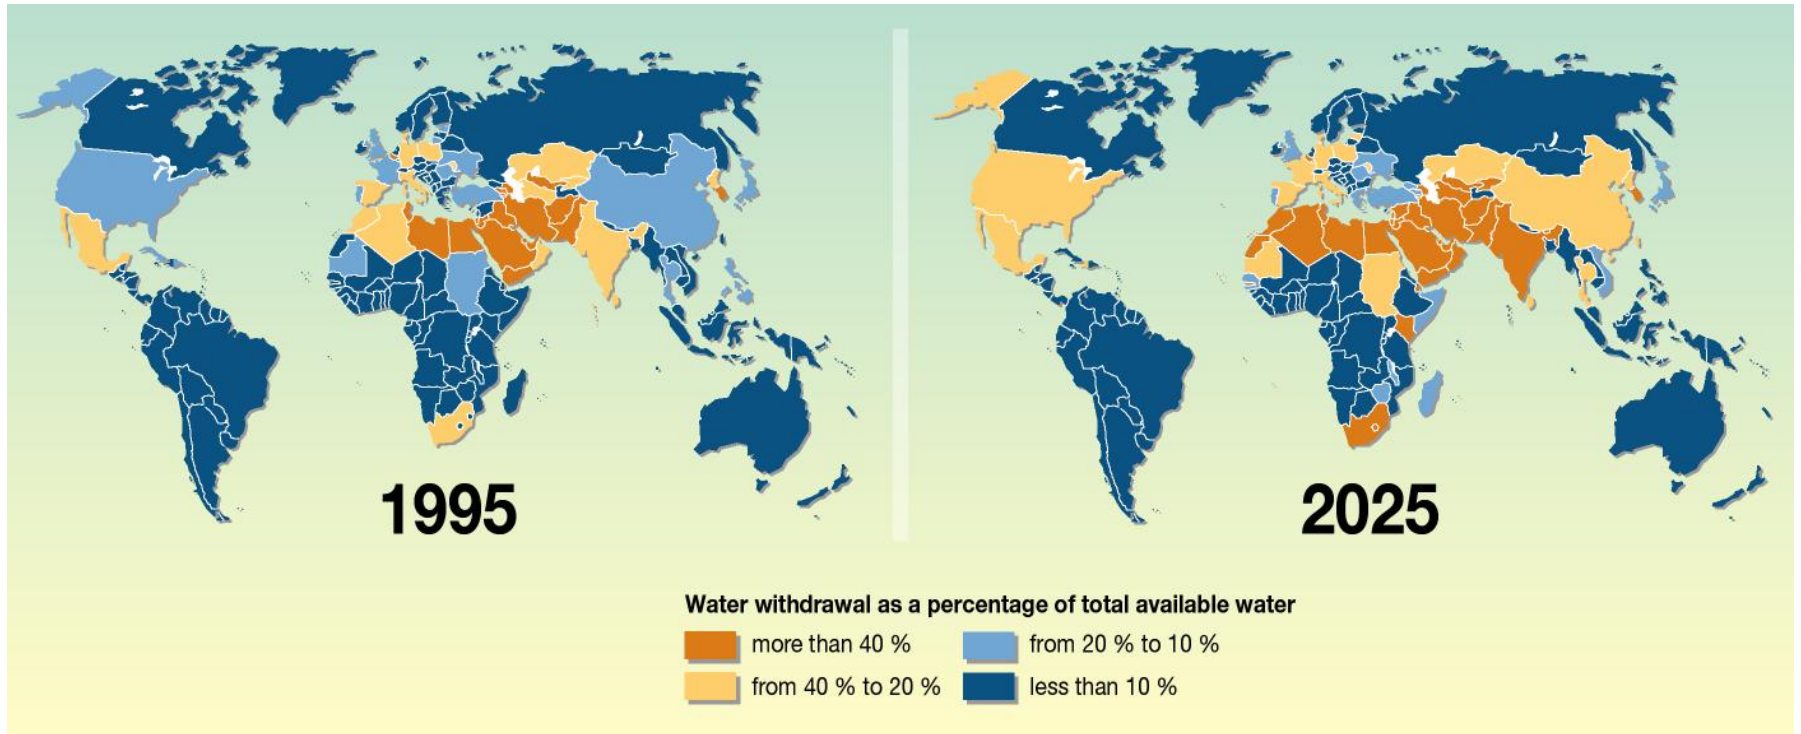 1995
2025
Water withdrawal as a percentage of total available water
more than 40 %
from 20 % to 10 %
from 40 % to 20 %
less than 10 %